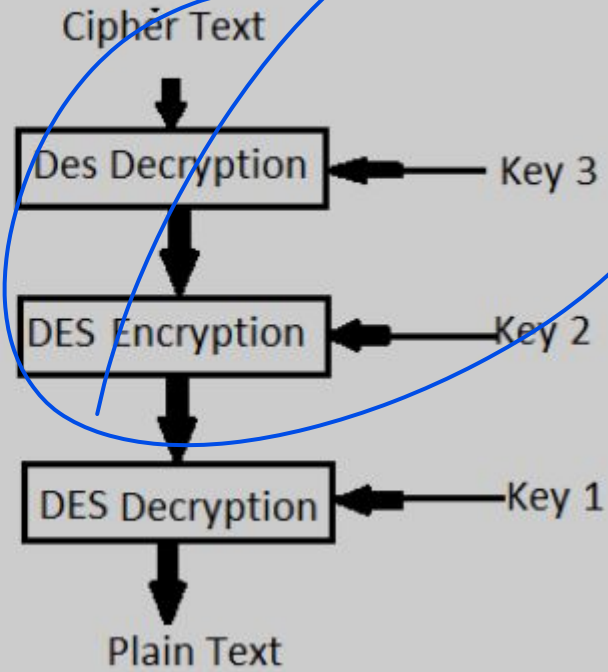 Cipher Text
Des Decryption Key 3
DES Encryption Key 2
DES Decryption Key 1
Plain Text